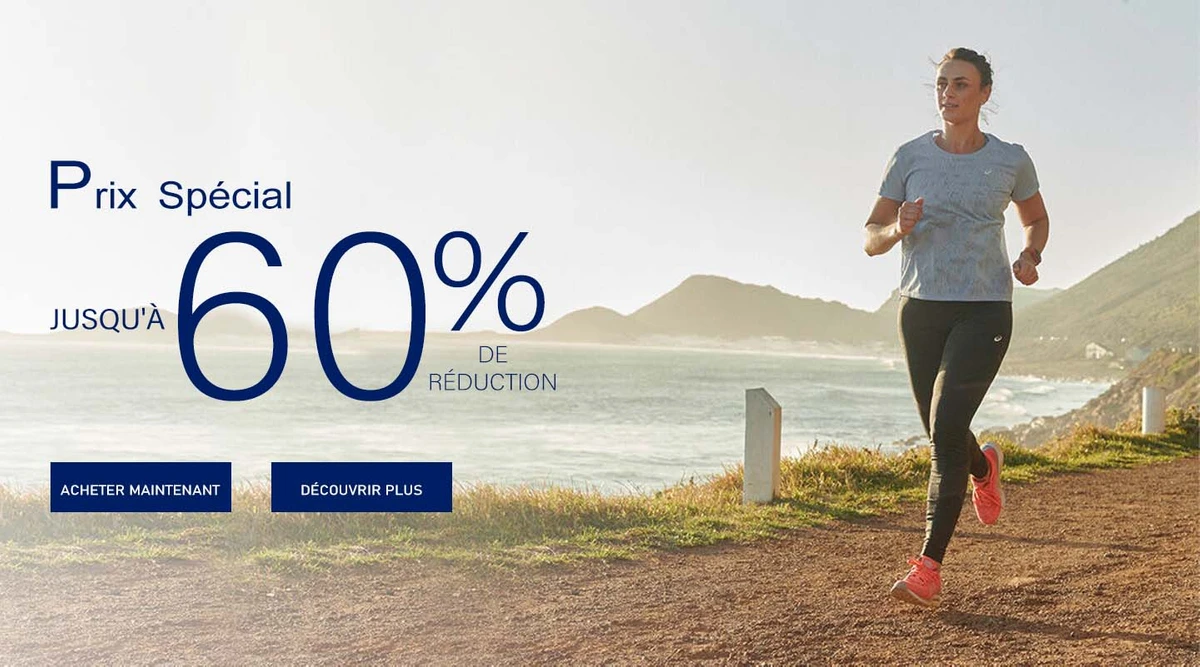 Prix Spécial
JUSQU'À 60%
DE
RÉDUCTION
ACHETER MAINTENANT
DÉCOUVRIR PLUS